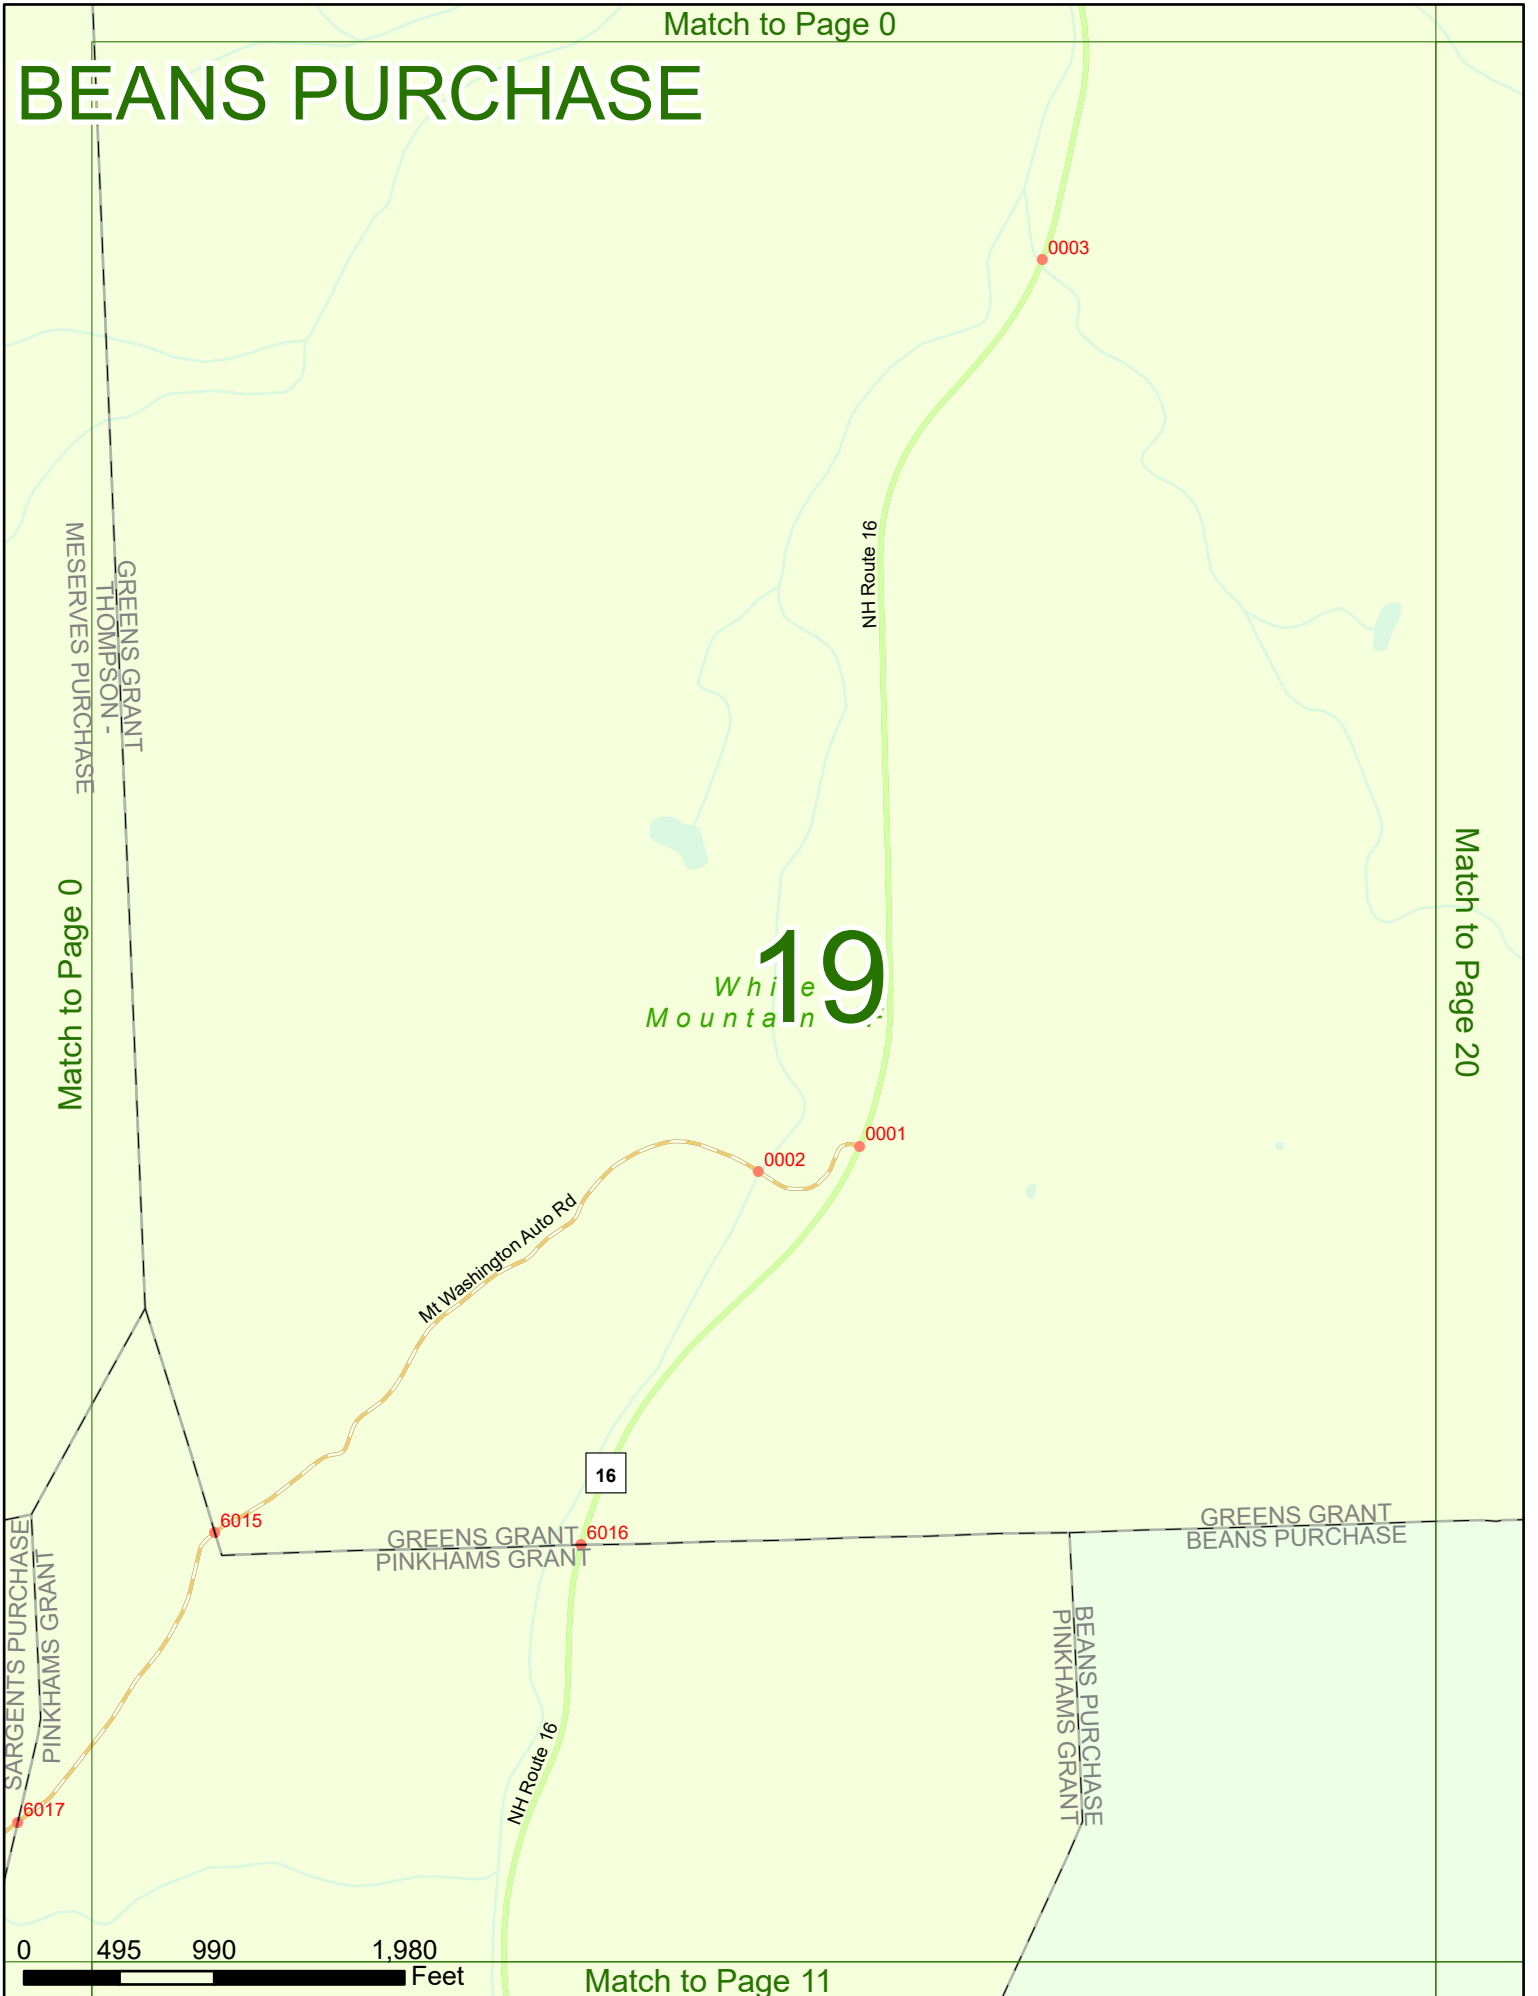 Match to Page 0
BEANS PURCHASE
0003
NH Route 16
GREENS GRANT
THOMPSON -
MESERVES PURCHASE
Match to Page 0
Match to Page 20
19
White
Mountain
0001
0002
Mt Washington Auto Rd
16
6015
GREENS GRANT
6016
PINKHAMS GRANT
GREENS GRANT
BEANS PURCHASE
SARGENTS PURCHASE
PINKHAMS GRANT
BEANS PURCHASE
PINKHAMS GRANT
NH Route 16
6017
0 495 990 1,980
Feet
Match to Page 11